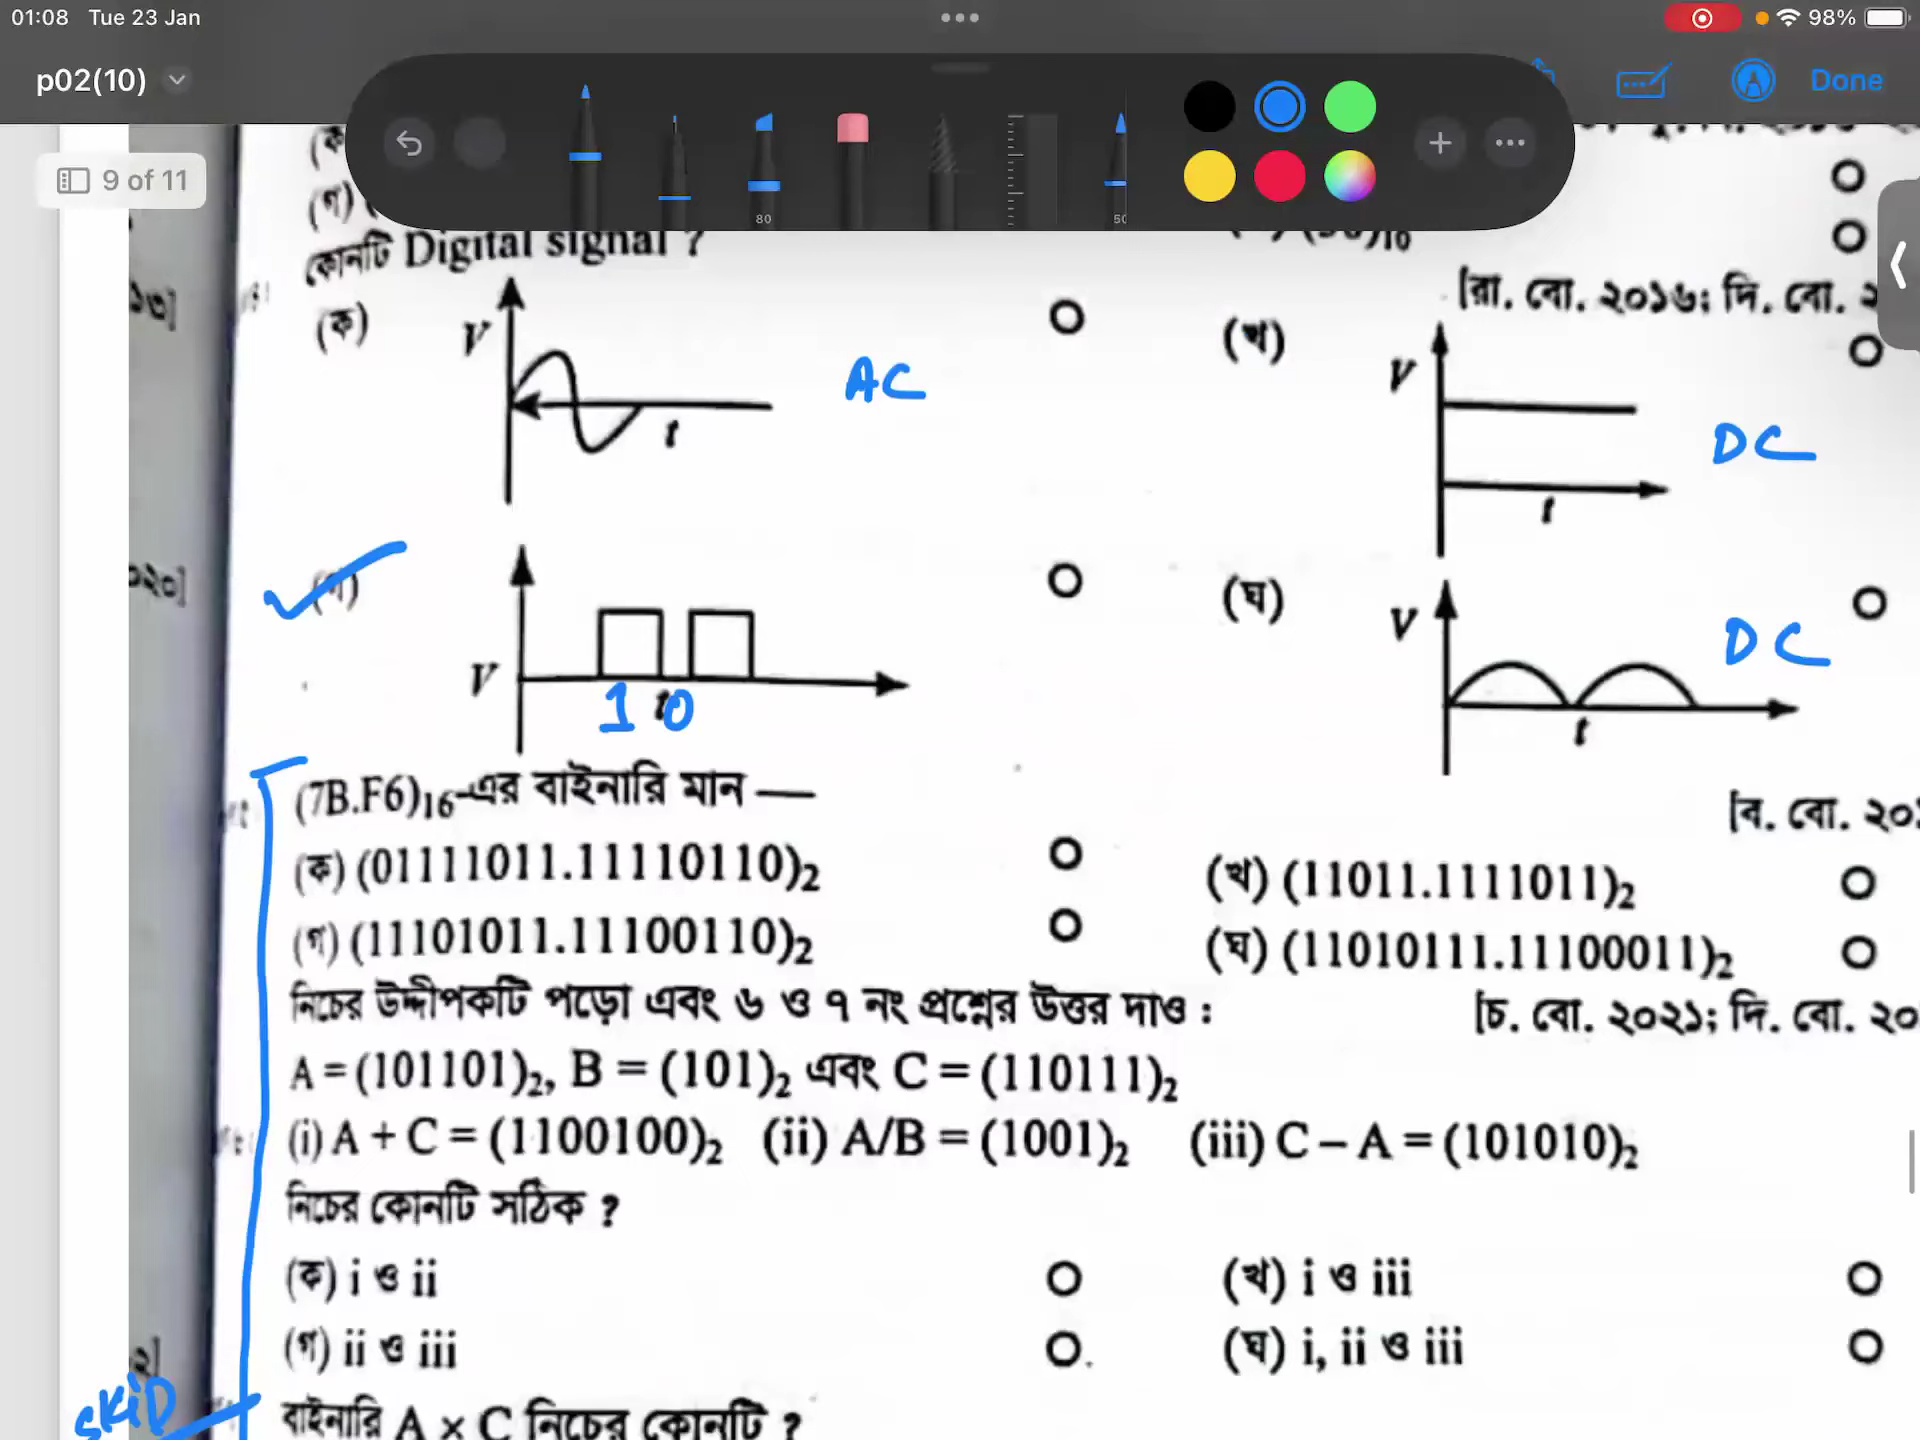 01:08 Tue 23 Jan
98%
p02(10)
Done
80
50
9 of 11
কোনটি Digital signal ?
[রা. বো. ২০১৬; দি. বো. ২
(ক)
V
t
AC
(খ)
V
t
DC
(গ)
V
1 0
(ঘ)
V
t
DC
(7B.F6)16-এর বাইনারি মান —
[ব. বো. ২০১
(ক) (01111011.11110110)2
(খ) (11011.1111011)2
(গ) (11101011.11100110)2
(ঘ) (11010111.11100011)2
নিচের উদ্দীপকটি পড়ো এবং ৬ ও ৭ নং প্রশ্নের উত্তর দাও :
[চ. বো. ২০২১; দি. বো. ২০
A = (101101)2, B = (101)2 এবং C = (110111)2
(i) A + C = (1100100)2 (ii) A/B = (1001)2 (iii) C – A = (101010)2
নিচের কোনটি সঠিক ?
(ক) i ও ii
(খ) i ও iii
(গ) ii ও iii
(ঘ) i, ii ও iii
SKiP
বাইনারি A × C নিচের কোনটি ?